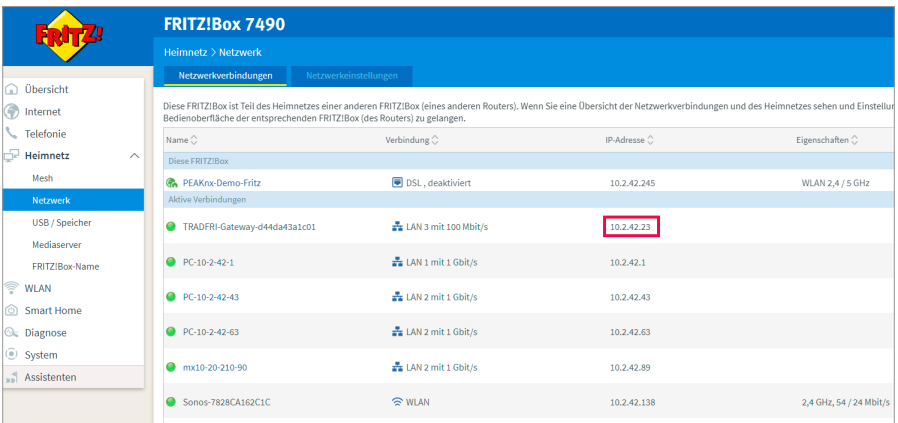 FRITZ!
FRITZ!Box 7490
Heimnetz > Netzwerk
Netzwerkverbindungen Netzwerkeinstellungen
Übersicht
Internet
Telefonie
Heimnetz
Mesh
Netzwerk
USB / Speicher
Mediaserver
FRITZ!Box-Name
WLAN
Smart Home
Diagnose
System
Assistenten
Diese FRITZ!Box ist Teil des Heimnetzes einer anderen FRITZ!Box (eines anderen Routers). Wenn Sie eine Übersicht der Netzwerkverbindungen und des Heimnetzes sehen und Einstellun
Bedienoberfläche der entsprechenden FRITZ!Box (des Routers) zu gelangen.
Name Verbindung IP-Adresse Eigenschaften
Diese FRITZ!Box
PEAKnx-Demo-Fritz DSL , deaktiviert 10.2.42.245 WLAN 2,4 / 5 GHz
Aktive Verbindungen
TRADFRI-Gateway-d44da43a1c01 LAN 3 mit 100 Mbit/s 10.2.42.23
PC-10-2-42-1 LAN 1 mit 1 Gbit/s 10.2.42.1
PC-10-2-42-43 LAN 2 mit 1 Gbit/s 10.2.42.43
PC-10-2-42-63 LAN 2 mit 1 Gbit/s 10.2.42.63
mx10-20-210-90 LAN 2 mit 1 Gbit/s 10.2.42.89
Sonos-7828CA162C1C WLAN 10.2.42.138 2,4 GHz, 54 / 24 Mbit/s